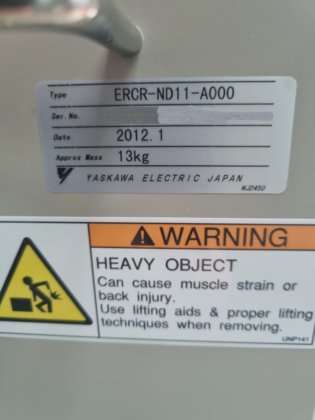 Type ERCR-ND11-A000
Ser. No.
Date 2012.1
Approx Mass 13kg
YASKAWA ELECTRIC JAPAN
NJ2450
WARNING
HEAVY OBJECT
Can cause muscle strain or
back injury.
Use lifting aids & proper lifting
techniques when removing.
UNP141